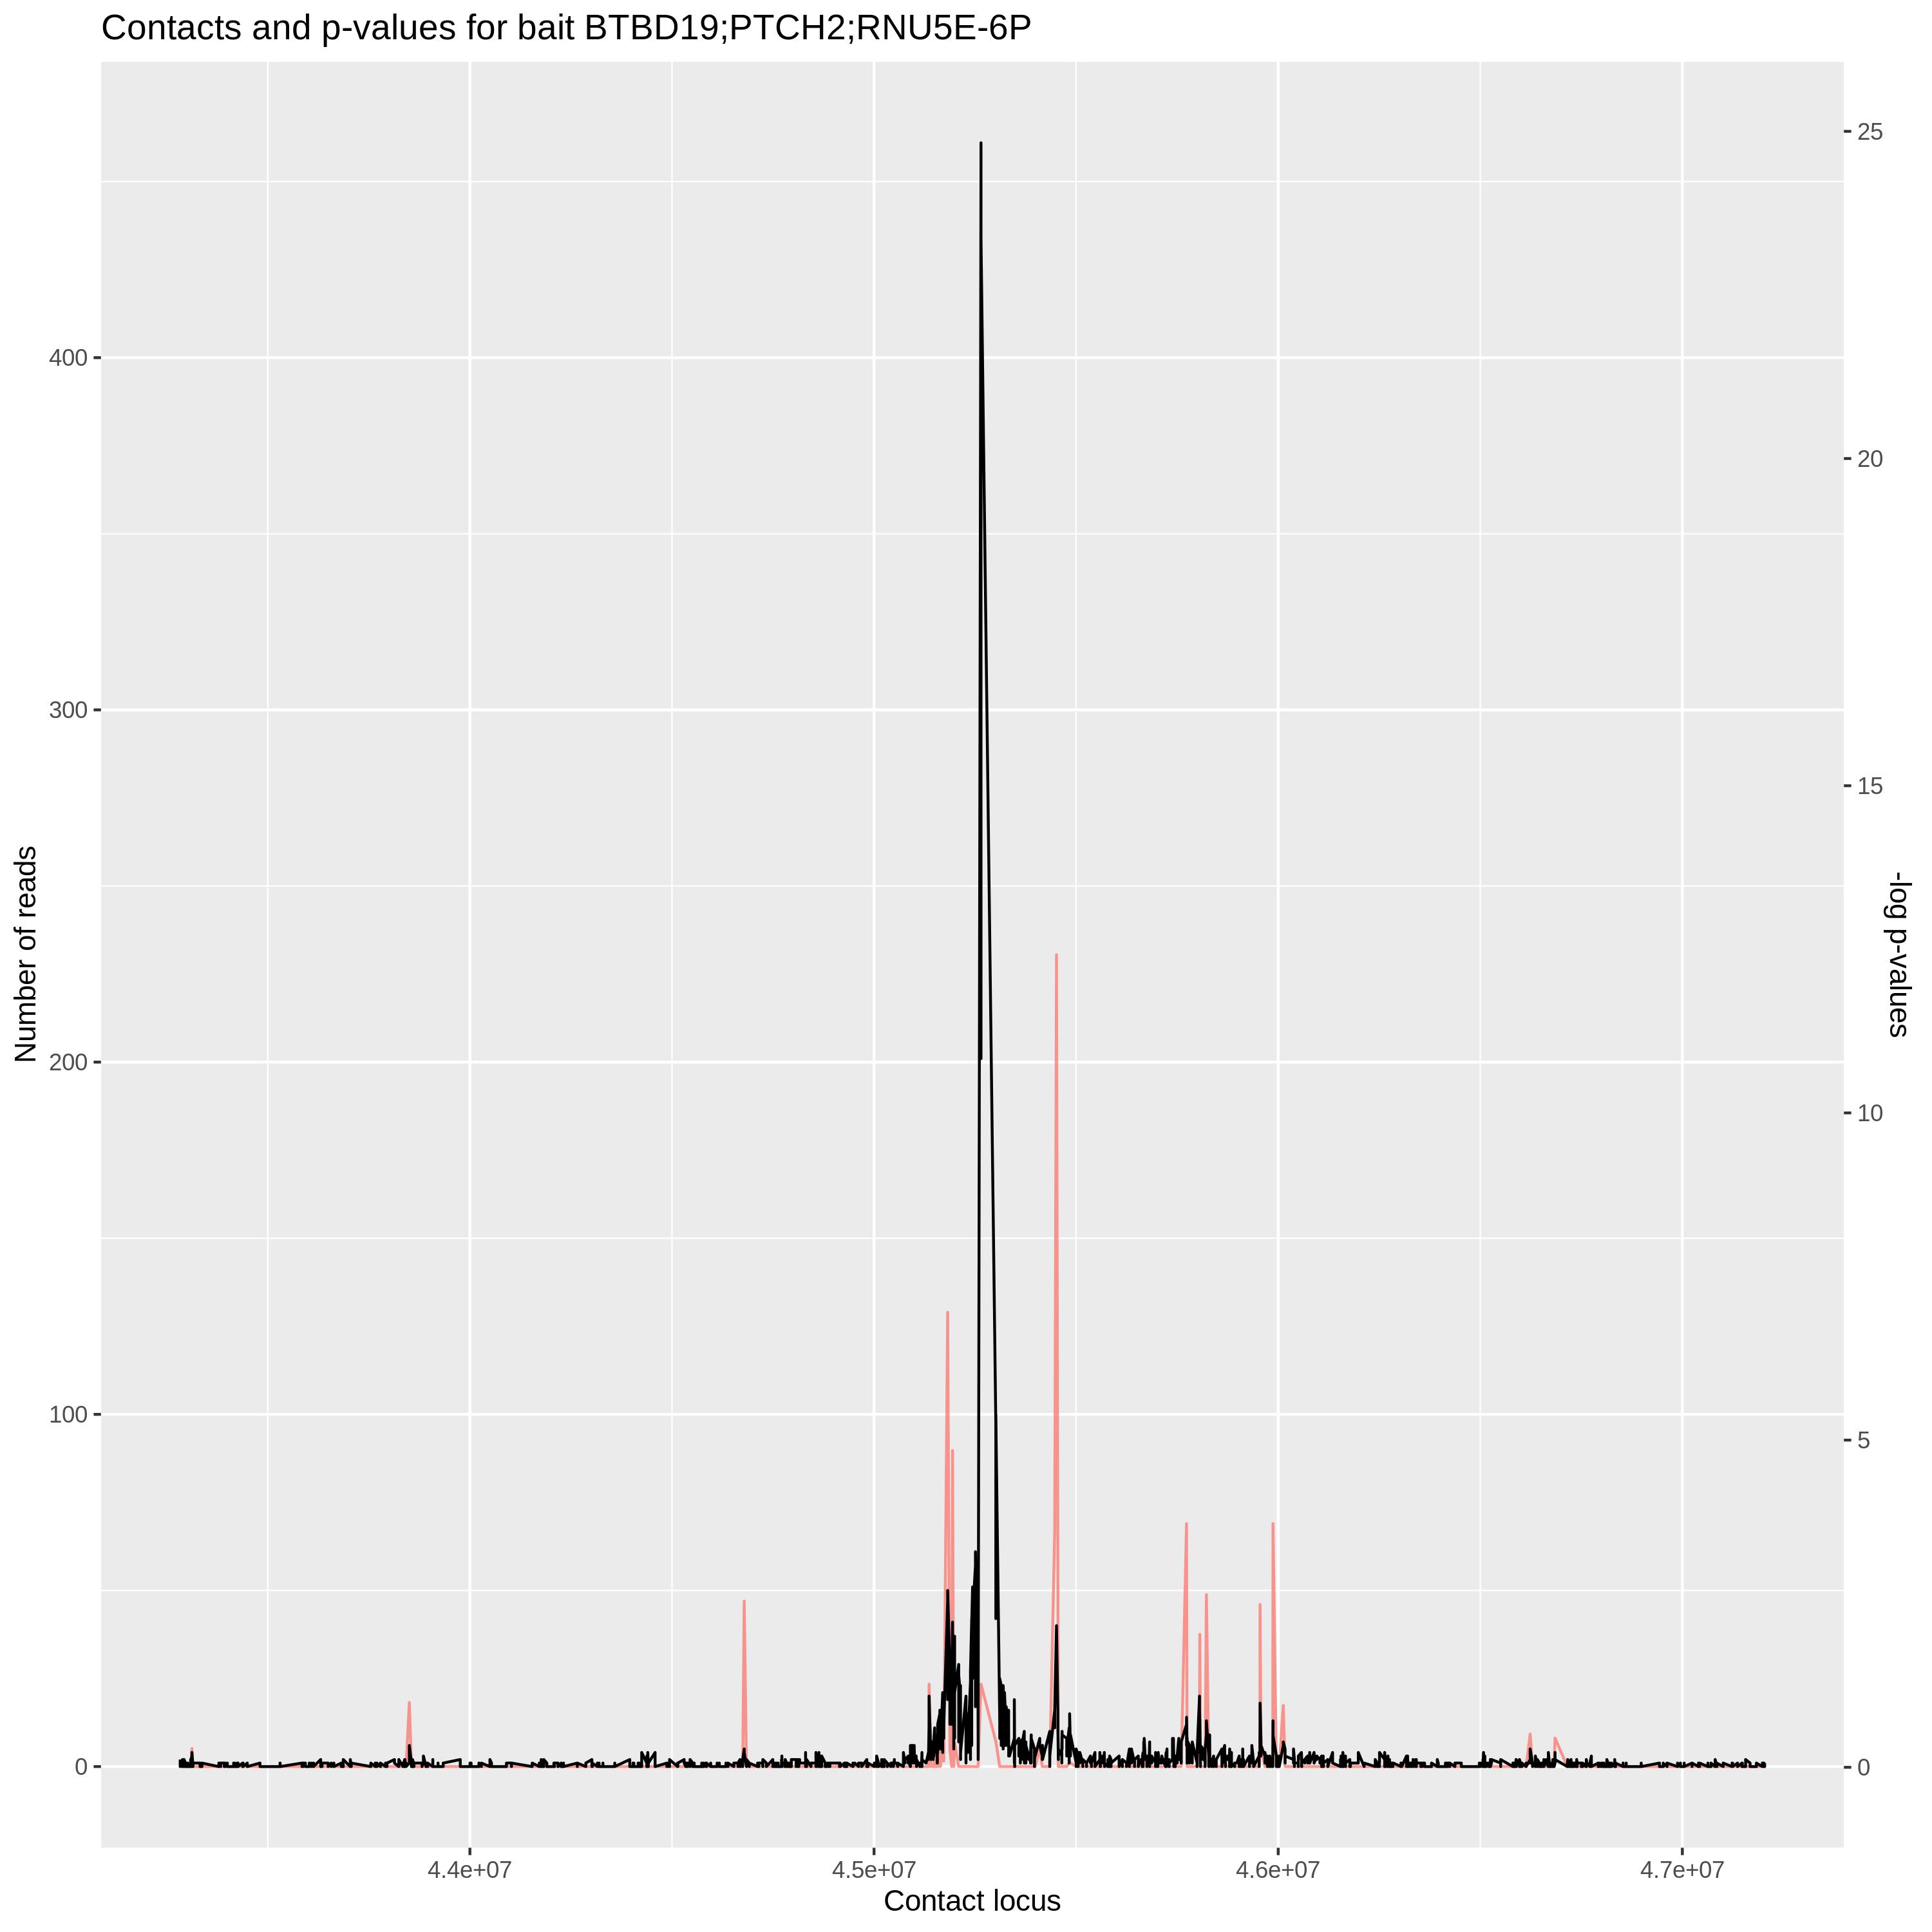 Contacts and p-values for bait BTBD19;PTCH2;RNU5E-6P
Number of reads
400
300
200
100
0
25
20
15
10
5
0
-log p-values
4.4e+07
4.5e+07
4.6e+07
4.7e+07
Contact locus